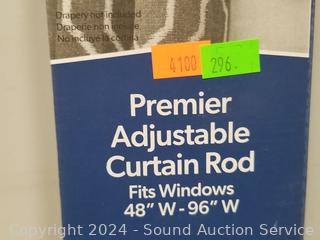 Drapery not included
Draperie non incluse
No incluye la cortina
4100
296.
Premier
Adjustable
Curtain Rod
Fits Windows
48" W - 96" W
Copyright 2024 - Sound Auction Service